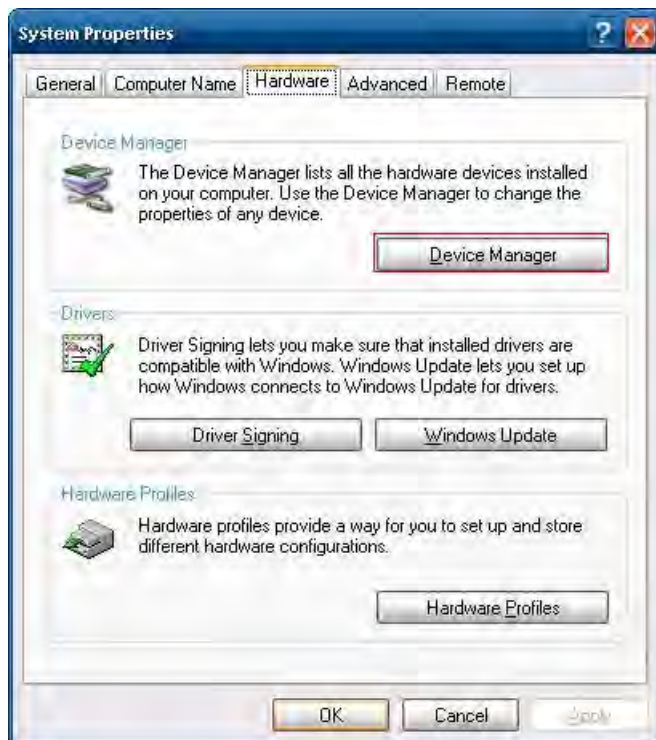 System Properties
General Computer Name Hardware Advanced Remote
Device Manager
The Device Manager lists all the hardware devices installed
on your computer. Use the Device Manager to change the
properties of any device.
Device Manager
Drivers
Driver Signing lets you make sure that installed drivers are
compatible with Windows. Windows Update lets you set up
how Windows connects to Windows Update for drivers.
Driver Signing Windows Update
Hardware Profiles
Hardware profiles provide a way for you to set up and store
different hardware configurations.
Hardware Profiles
OK Cancel Apply